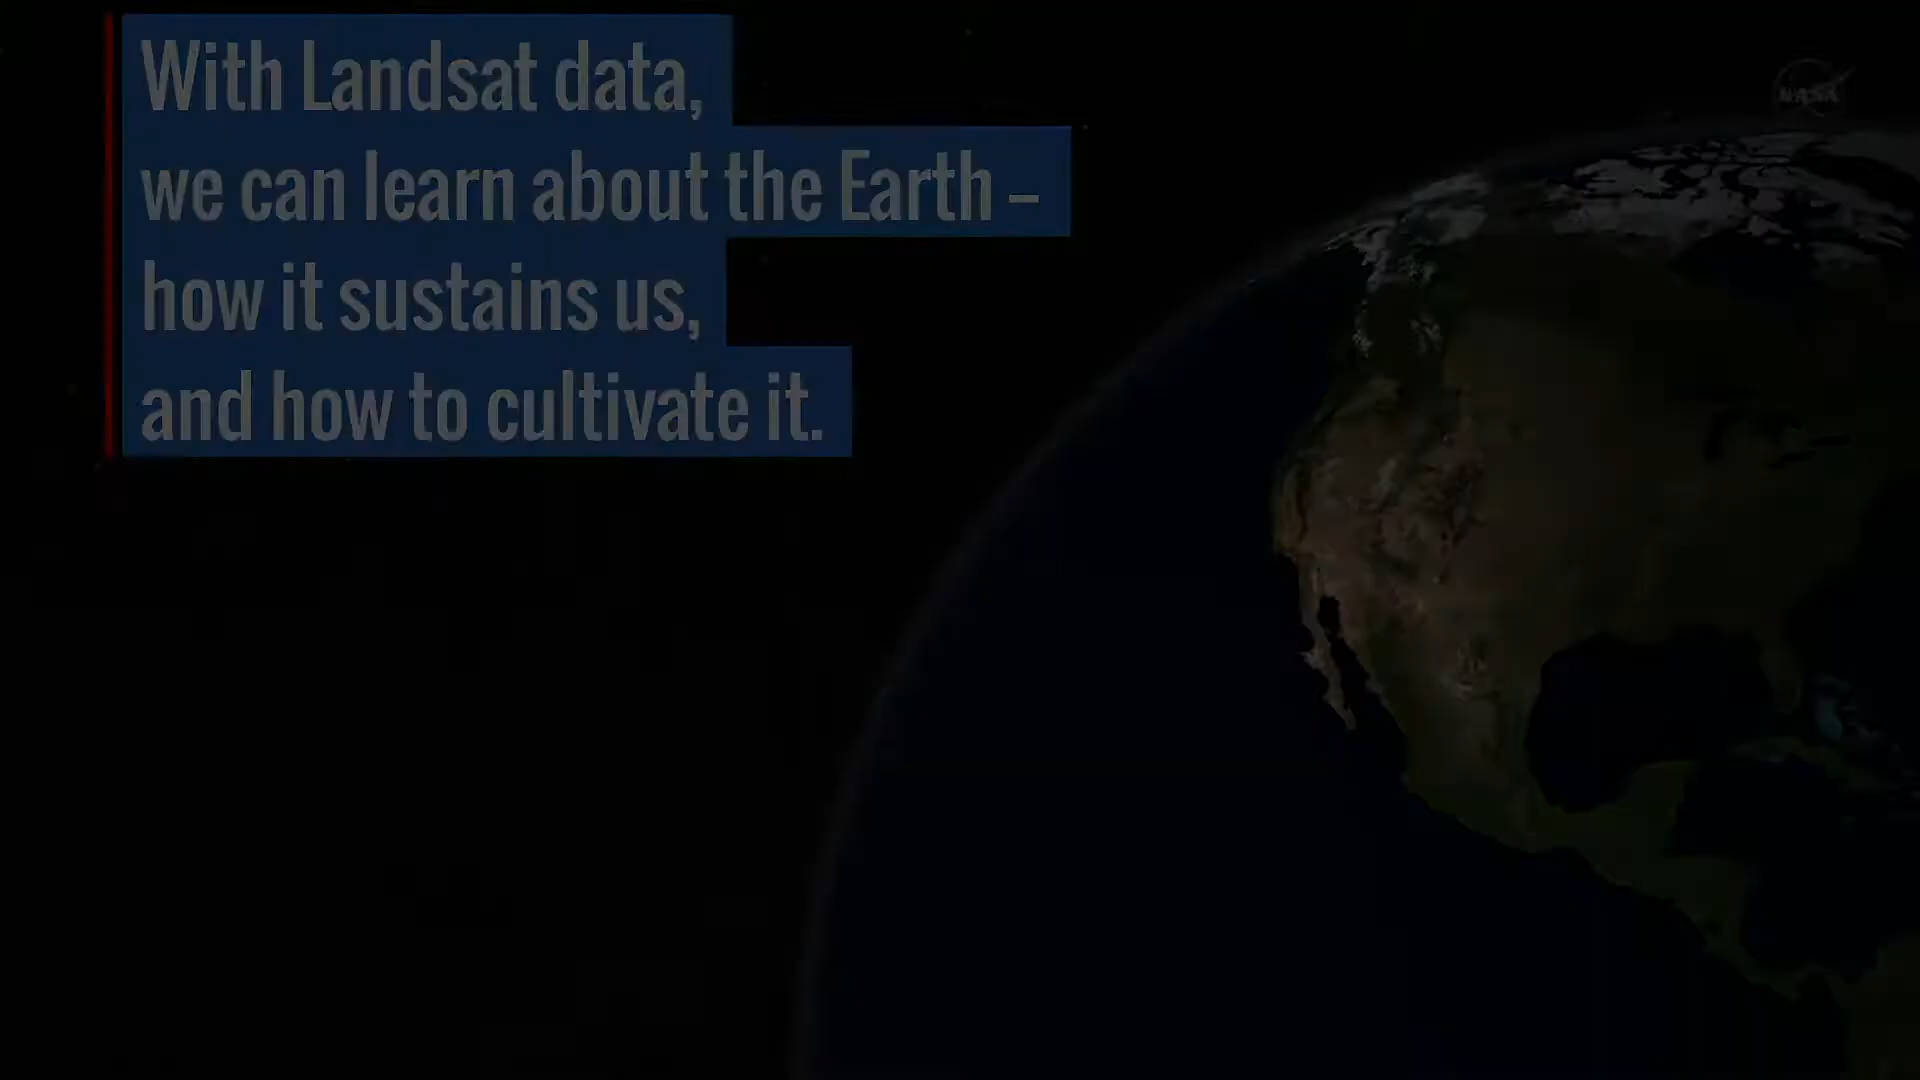 With Landsat data,
we can learn about the Earth –
how it sustains us,
and how to cultivate it.
NASA